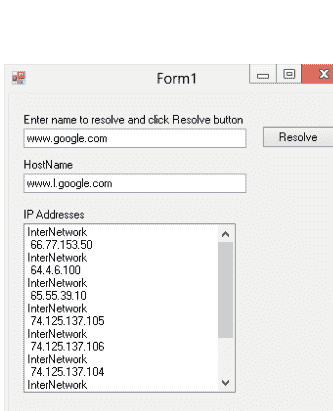 Form1
Enter name to resolve and click Resolve button
www.google.com
Resolve
HostName
www.l.google.com
IP Addresses
InterNetwork
66.77.153.50
InterNetwork
64.4.6.100
InterNetwork
65.55.39.10
InterNetwork
74.125.137.105
InterNetwork
74.125.137.106
InterNetwork
74.125.137.104
InterNetwork